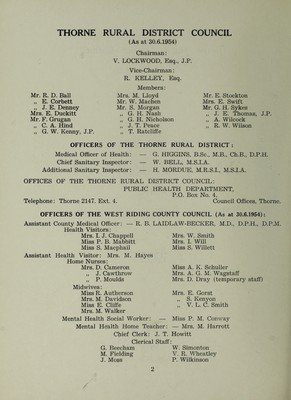 THORNE RURAL DISTRICT COUNCIL
(As at 30.6.1954)
Chairman:
V. LOCKWOOD, Esq., J.P.
Vice-Chairman:
R. KELLEY, Esq.
Members:
Mr. R. D. Ball Mrs. M. Lloyd Mr. E. Stockton
„ E. Corbett Mr. W. Machen Mrs. E. Swift
„ J. E. Denney Mr. S. Morgan Mr. G. H. Sykes
Mrs. E. Duckitt „ G. H. Nash „ J. E. Thomas, J.P.
Mr. F. Grugan „ G. H. Nicholson „ A. Wilcock
„ C. A. Hind „ J. T. Peace „ R. W. Wilson
„ G. W. Kenny, J.P. „ T. Ratcliffe
OFFICERS OF THE THORNE RURAL DISTRICT:
Medical Officer of Health: — G. HIGGINS, B.Sc., M.B., Ch.B., D.P.H.
Chief Sanitary Inspector: — W. BELL, M.S.I.A.
Additional Sanitary Inspector: — H. MORDUE, M.R.S.I., M.S.I.A.
OFFICES OF THE THORNE RURAL DISTRICT COUNCIL:
PUBLIC HEALTH DEPARTMENT,
P.O. Box No. 4,
Telephone: Thorne 2147. Ext. 4. Council Offices, Thorne.
OFFICERS OF THE WEST RIDING COUNTY COUNCIL (As at 30.6.1954):
Assistant County Medical Officer: — R. R. LAIDLAW-BECKER, M.D., D.P.H., D.P.M.
Health Visitors:
Mrs. I. J. Chappell Mrs. W. Smith
Miss P. B. Mabbitt Mrs. I. Will
Miss S. Macphail Miss S. Willett
Assistant Health Visitor: Mrs. M. Hayes
Home Nurses:
Mrs. D. Cameron Miss A. K. Schuller
„ J. Cawthrow Mrs. A. G. M. Wagstaff
„ P. Moulds Mrs. D. Dray (temporary staff)
Midwives:
Miss R. Authernon Mrs. E. Gorst
Mrs. M. Davidson „ S. Kenyon
Miss E. Cliffe „ V. L. C. Smith
Mrs. M. Walker
Mental Health Social Worker: — Miss P. M. Conway
Mental Health Home Teacher: — Mrs. M. Harrott
Chief Clerk: J. T. Howitt
Clerical Staff:
G. Beecham W. Simonton
M. Fielding V. R. Wheatley
J. Moss P. Wilkinson
2